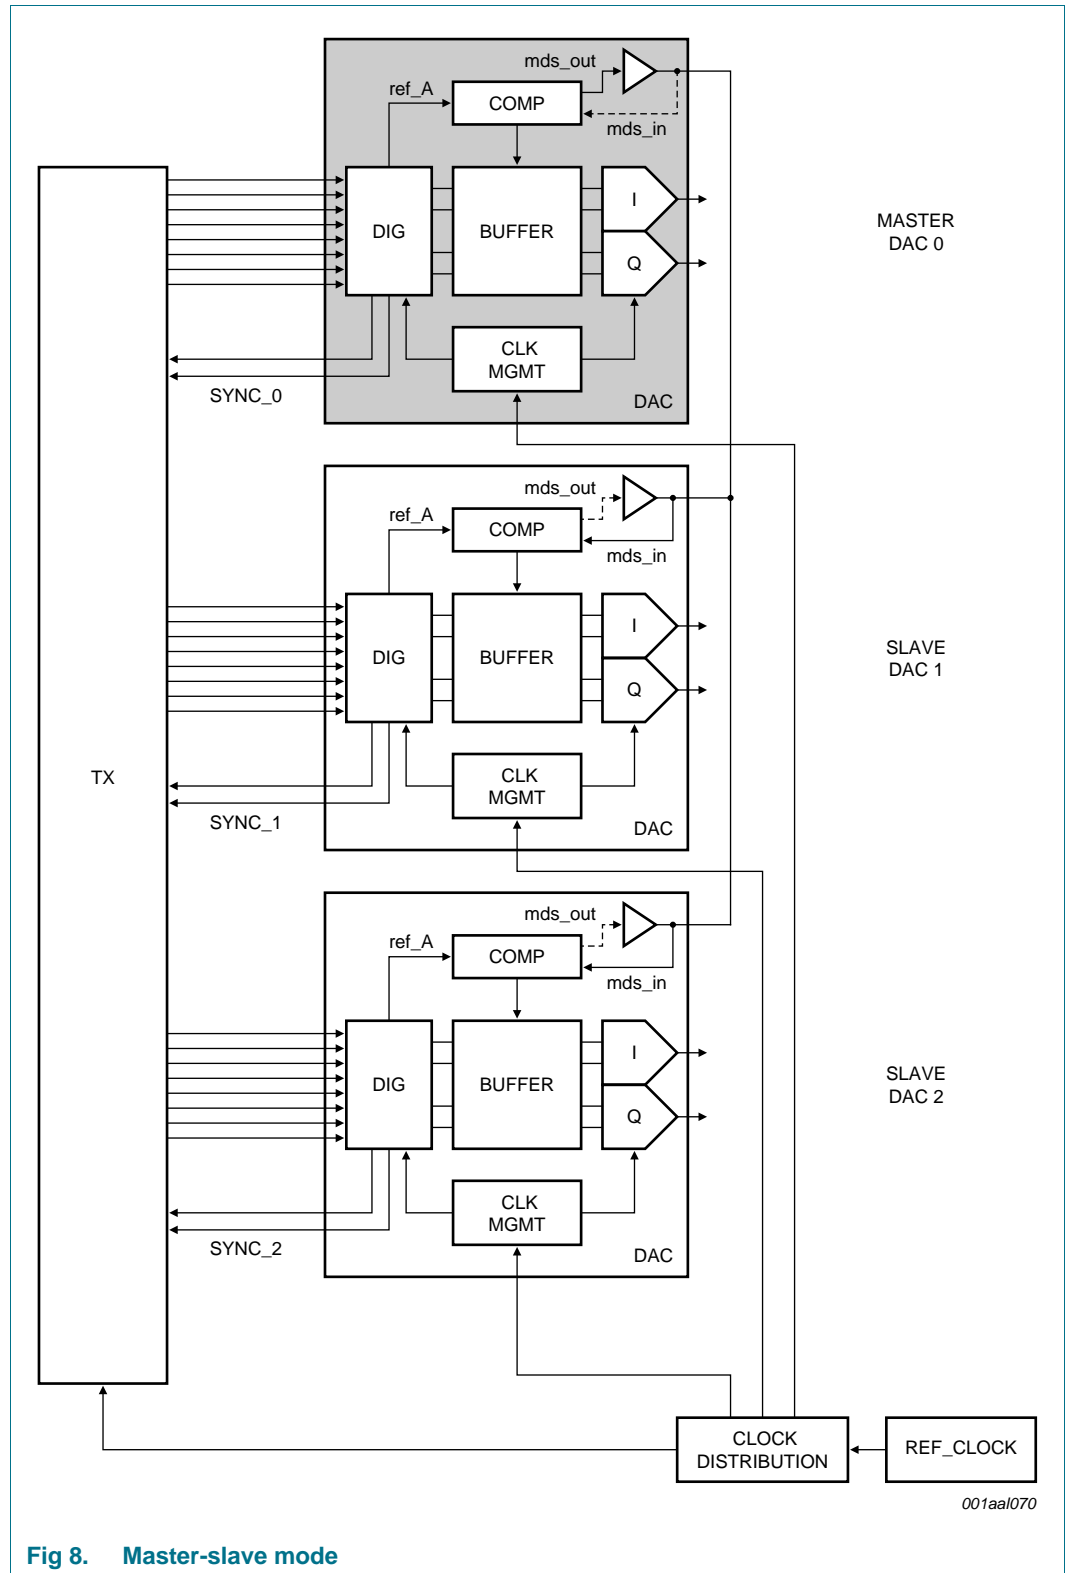 mds_out
ref_A
COMP
mds_in
DIG
BUFFER
I
Q
MASTER
DAC 0
CLK
MGMT
SYNC_0
DAC
mds_out
ref_A
COMP
mds_in
DIG
BUFFER
I
Q
SLAVE
DAC 1
TX
CLK
MGMT
SYNC_1
DAC
mds_out
ref_A
COMP
mds_in
DIG
BUFFER
I
Q
SLAVE
DAC 2
CLK
MGMT
SYNC_2
DAC
CLOCK
DISTRIBUTION
REF_CLOCK
001aal070
Fig 8. Master-slave mode